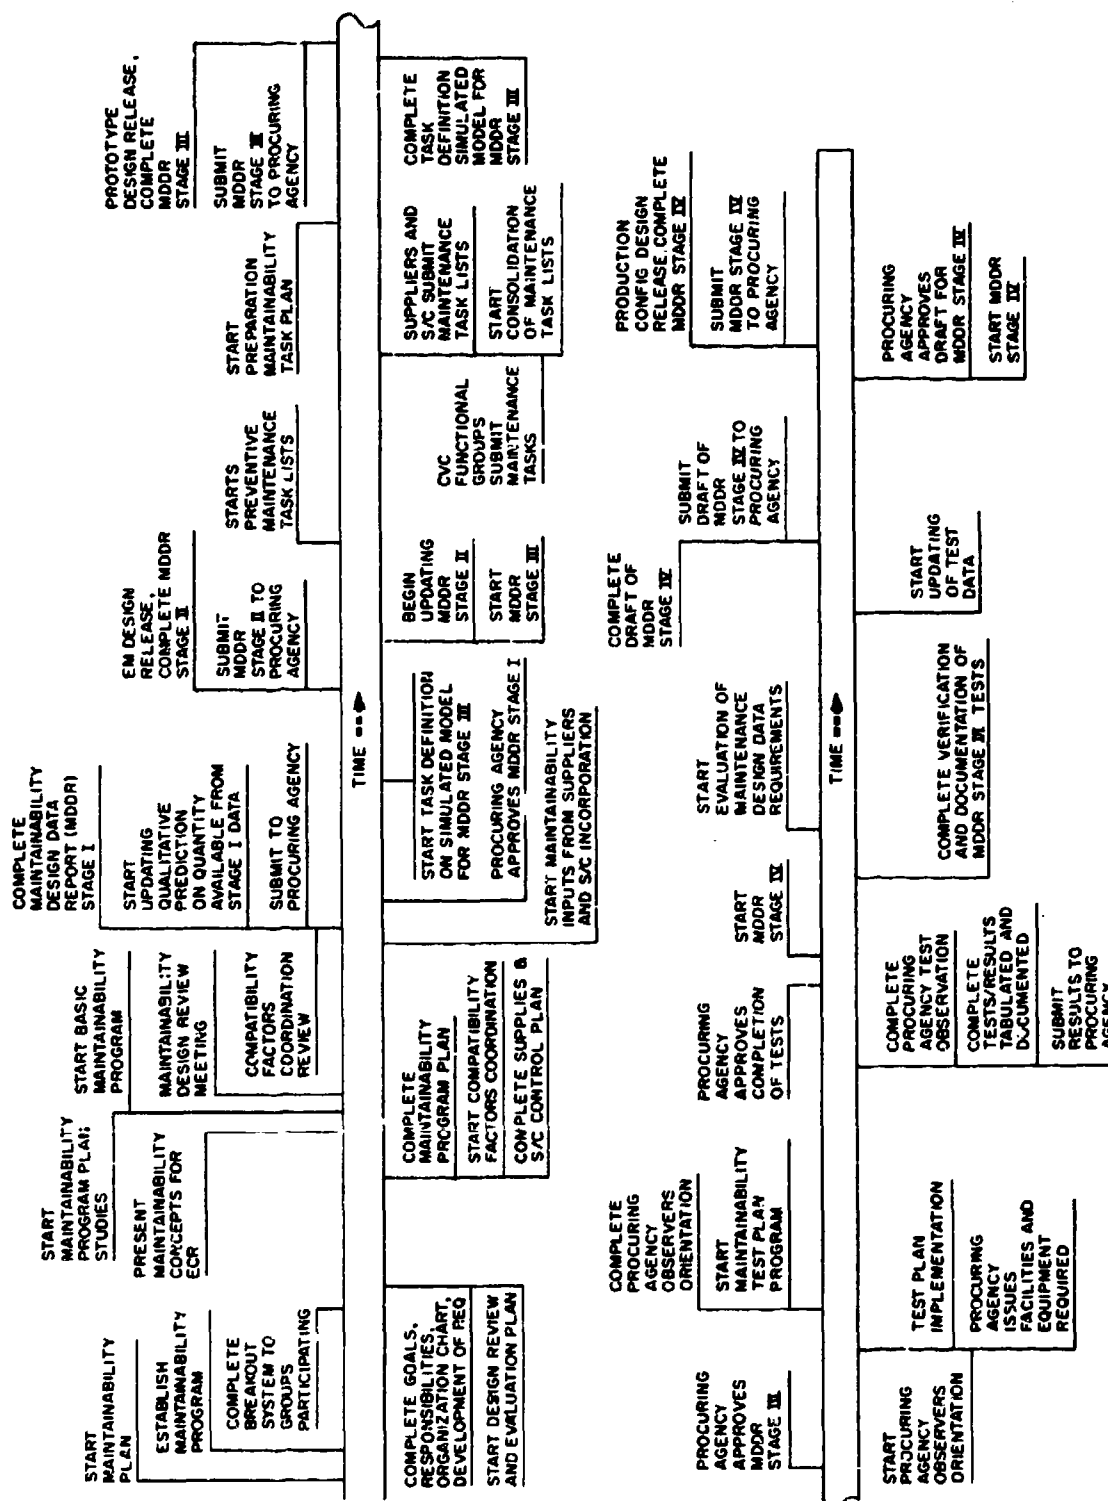 START
MAINTAINABILITY
PLAN
ESTABLISH
MAINTAINABILITY
PROGRAM
COMPLETE
BREAKOUT
SYSTEM TO
GROUPS
PARTICIPATING
START
MAINTAINABILITY
PROGRAM PLAN
STUDIES
PRESENT
MAINTAINABILITY
CONCEPTS FOR
ECR
START BASIC
MAINTAINABILITY
PROGRAM
MAINTAINABILITY
DESIGN REVIEW
MEETING
COMPATIBILITY
FACTORS
COORDINATION
REVIEW
COMPLETE
MAINTAINABILITY
DESIGN DATA
REPORT (MDDR)
STAGE I
START
UPDATING
QUALITATIVE
PREDICTION
ON QUANTITY
AVAILABLE FROM
STAGE I DATA
SUBMIT TO
PROCURING AGENCY
EM DESIGN
RELEASE,
COMPLETE MDDR
STAGE II
SUBMIT
MDDR
STAGE II TO
PROCURING
AGENCY
STARTS
PREVENTIVE
MAINTENANCE
TASK LISTS
START
PREPARATION
MAINTAINABILITY
TASK PLAN
PROTOTYPE
DESIGN RELEASE,
COMPLETE
MDDR
STAGE III
SUBMIT
MDDR
STAGE III
TO PROCURING
AGENCY
TIME
COMPLETE GOALS,
RESPONSIBILITIES,
ORGANIZATION CHART,
DEVELOPMENT OF REQ
START DESIGN REVIEW
AND EVALUATION PLAN
COMPLETE
MAINTAINABILITY
PROGRAM PLAN
START COMPATIBILITY
FACTORS COORDINATION
COMPLETE SUPPLIES &
S/C CONTROL PLAN
START TASK DEFINITION
ON SIMULATED MODEL
FOR MDDR STAGE III
PROCURING AGENCY
APPROVES MDDR STAGE I
START MAINTAINABILITY
INPUTS FROM SUPPLIERS
AND S/C INCORPORATION
BEGIN
UPDATING
MDDR
STAGE II
START
MDDR
STAGE III
CVC
FUNCTIONAL
GROUPS
SUBMIT
MAINTENANCE
TASKS
SUPPLIERS AND
S/C SUBMIT
MAINTENANCE
TASK LISTS
START
CONSOLIDATION
OF MAINTENANCE
TASK LISTS
COMPLETE
TASK
DEFINITION
SIMULATED
MODEL FOR
MDDR
STAGE III
PROCURING
AGENCY
APPROVES
MDDR
STAGE III
COMPLETE
PROCURING
AGENCY
OBSERVERS
ORIENTATION
START
MAINTAINABILITY
TEST PLAN
PROGRAM
PROCURING
AGENCY
APPROVES
COMPLETION
OF TESTS
START
MDDR
STAGE IV
START
EVALUATION OF
MAINTENANCE
DESIGN DATA
REQUIREMENTS
COMPLETE
DRAFT OF
MDDR
STAGE IV
SUBMIT
DRAFT OF
MDDR
STAGE IV TO
PROCURING
AGENCY
PRODUCTION
CONFIG DESIGN
RELEASE. COMPLETE
MDDR STAGE IV
SUBMIT
MDDR STAGE IV
TO PROCURING
AGENCY
TIME
START
PROCURING
AGENCY
OBSERVERS
ORIENTATION
TEST PLAN
IMPLEMENTATION
PROCURING
AGENCY
ISSUES
FACILITIES AND
EQUIPMENT
REQUIRED
COMPLETE
PROCURING
AGENCY TEST
OBSERVATION
COMPLETE
TESTS/RESULTS
TABULATED AND
DOCUMENTED
SUBMIT
RESULTS TO
PROCURING
AGENCY
COMPLETE VERIFICATION
AND DOCUMENTATION OF
MDDR STAGE III TESTS
START
UPDATING
OF TEST
DATA
PROCURING
AGENCY
APPROVES
DRAFT FOR
MDDR STAGE IV
START MDDR
STAGE IV